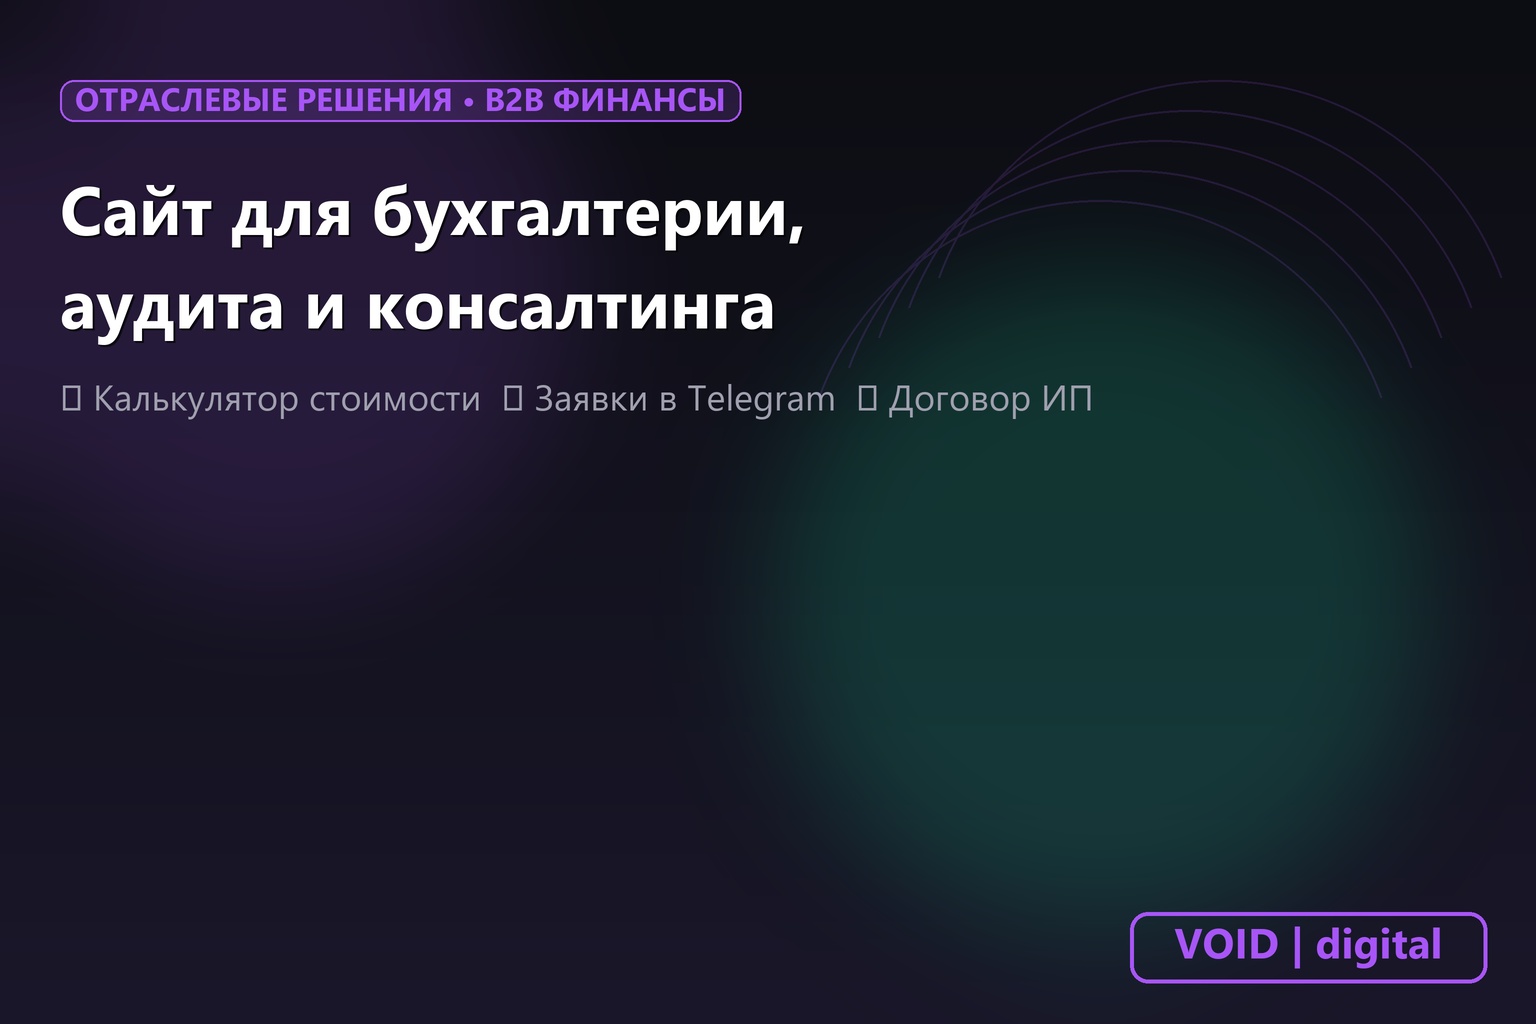 ОТРАСЛЕВЫЕ РЕШЕНИЯ • B2B ФИНАНСЫ
Сайт для бухгалтерии,
аудита и консалтинга
▯ Калькулятор стоимости ▯ Заявки в Telegram ▯ Договор ИП
VOID | digital